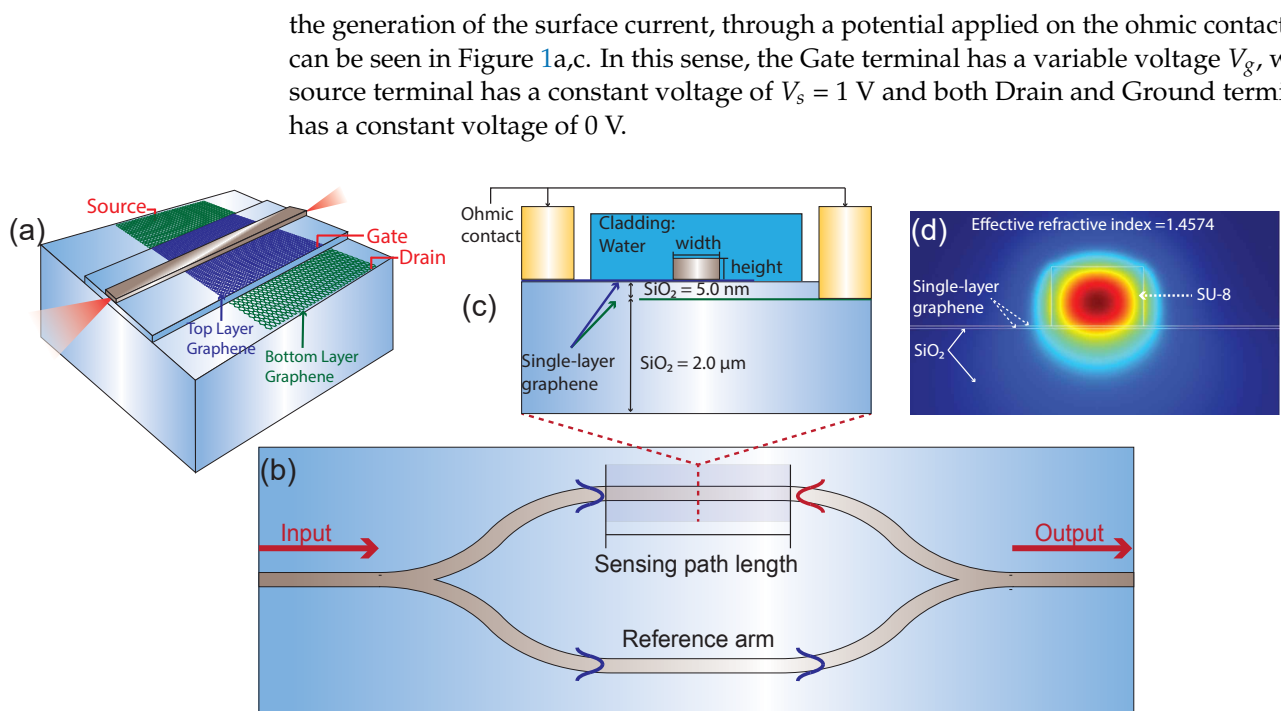 the generation of the surface current, through a potential applied on the ohmic contact
can be seen in Figure 1a,c. In this sense, the Gate terminal has a variable voltage Vg,
source terminal has a constant voltage of Vs = 1 V and both Drain and Ground
has a constant voltage of 0 V.
(a)
Source
Gate
Drain
Top Layer
Graphene
Bottom Layer
Graphene
Ohmic
contact
Cladding:
Water
width
height
SiO₂ = 5.0 nm
(c)
Single-layer
graphene
SiO₂ = 2.0 μm
(d)
Effective refractive index =1.4574
Single-layer
graphene
SU-8
SiO₂
(b)
Input
Output
Sensing path length
Reference arm